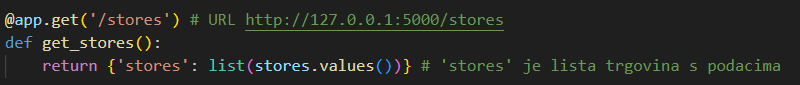 @app.get('/stores') # URL http://127.0.0.1:5000/stores
def get_stores():
    return {'stores': list(stores.values())} # 'stores' je lista trgovina s podacima